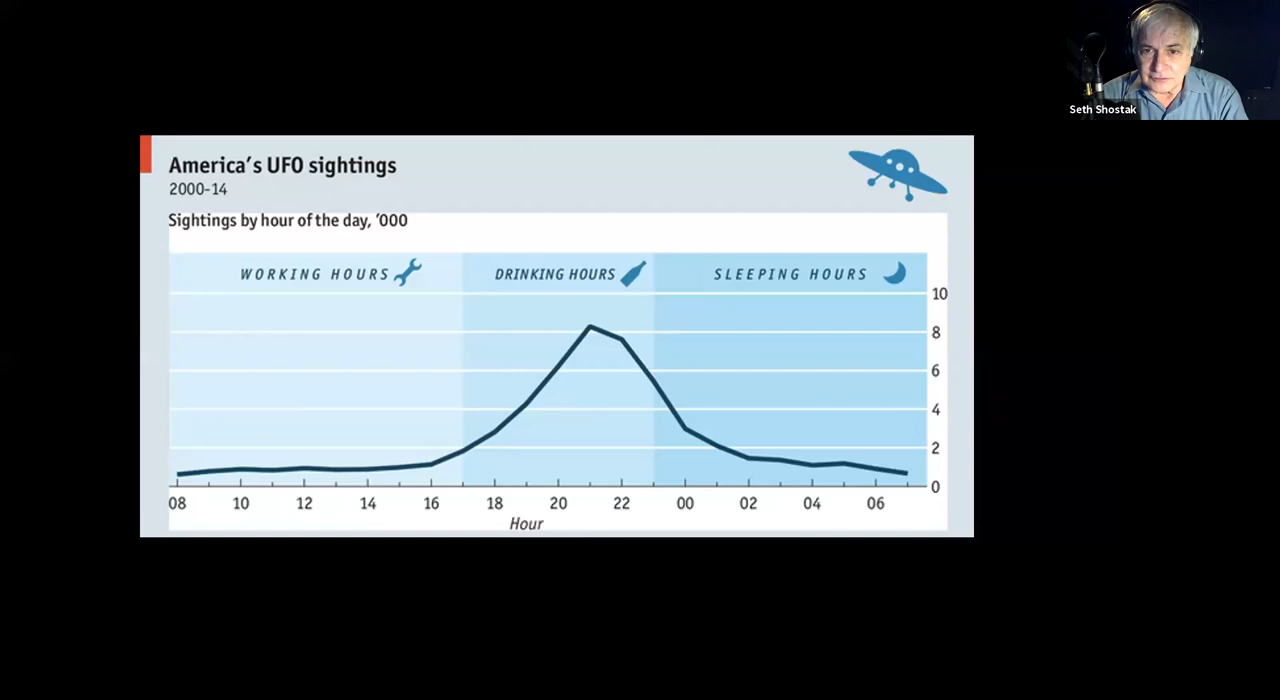 Seth Shostak
America's UFO sightings
2000-14
Sightings by hour of the day, '000
WORKING HOURS
DRINKING HOURS
SLEEPING HOURS
10
8
6
4
2
0
08 10 12 14 16 18 20 22 00 02 04 06
Hour